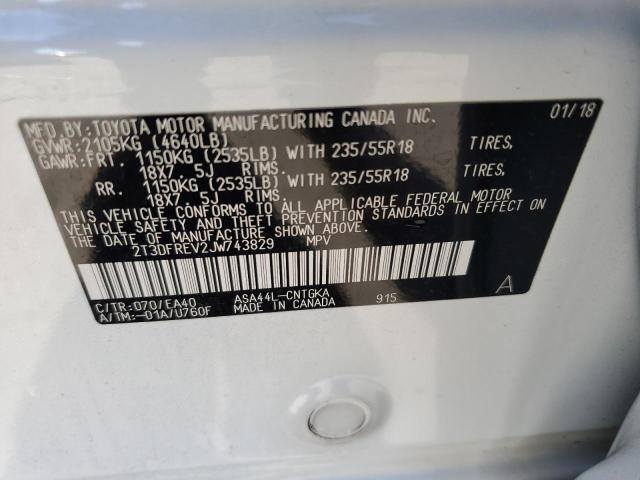 MFD.BY:TOYOTA MOTOR MANUFACTURING CANADA INC. 01/18
GVWR:2105KG (4640LB)
GAWR:FRT. 1150KG (2535LB) WITH 235/55R18 TIRES,
18X7.5J RIMS.
RR. 1150KG (2535LB) WITH 235/55R18 TIRES,
18X7.5J RIMS.
THIS VEHICLE CONFORMS TO ALL APPLICABLE FEDERAL MOTOR
VEHICLE SAFETY AND THEFT PREVENTION STANDARDS IN EFFECT ON
THE DATE OF MANUFACTURE SHOWN ABOVE.
2T3DFREV2JW743829 MPV
C/TR:070/EA40 ASA44L-CNTGKA 915 A
A/TM:-01A/U760F MADE IN CANADA